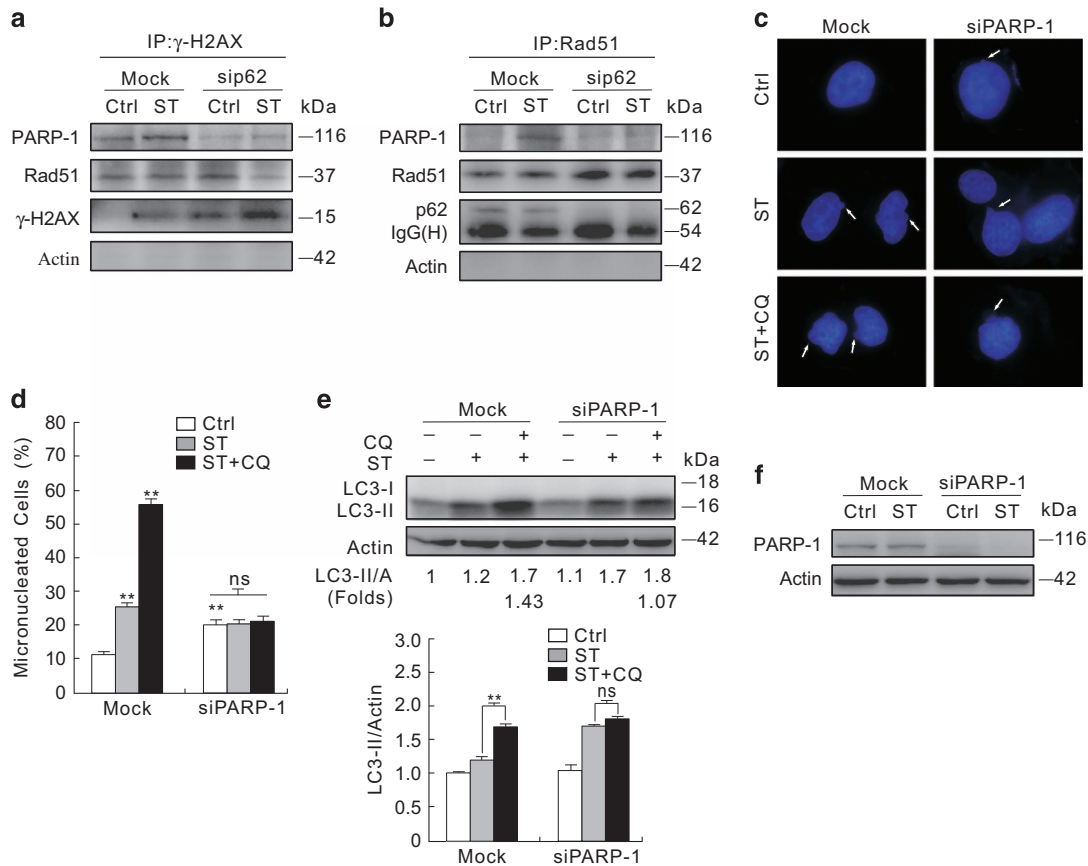 a
IP:γ-H2AX
Mock sip62
Ctrl ST Ctrl ST kDa
PARP-1 —116
Rad51 —37
γ-H2AX —15
Actin —42
b
IP:Rad51
Mock sip62
Ctrl ST Ctrl ST kDa
PARP-1 —116
Rad51 —37
p62 —62
IgG(H) —54
Actin —42
c
Mock siPARP-1
Ctrl
ST
ST+CQ
d
Micronucleated Cells (%)
80
70
60
50
40
30
20
10
0
Ctrl
ST
ST+CQ
**
**
**
ns
Mock siPARP-1
e
Mock siPARP-1
CQ – – + – – +
ST – + + – + + kDa
LC3-I —18
LC3-II —16
Actin —42
LC3-II/A 1 1.2 1.7 1.1 1.7 1.8
(Folds) 1.43 1.07
LC3-II/Actin
3.0
2.5
2.0
1.5
1.0
0.5
0
Ctrl
ST
ST+CQ
**
ns
Mock siPARP-1
f
Mock siPARP-1
Ctrl ST Ctrl ST kDa
PARP-1 —116
Actin —42